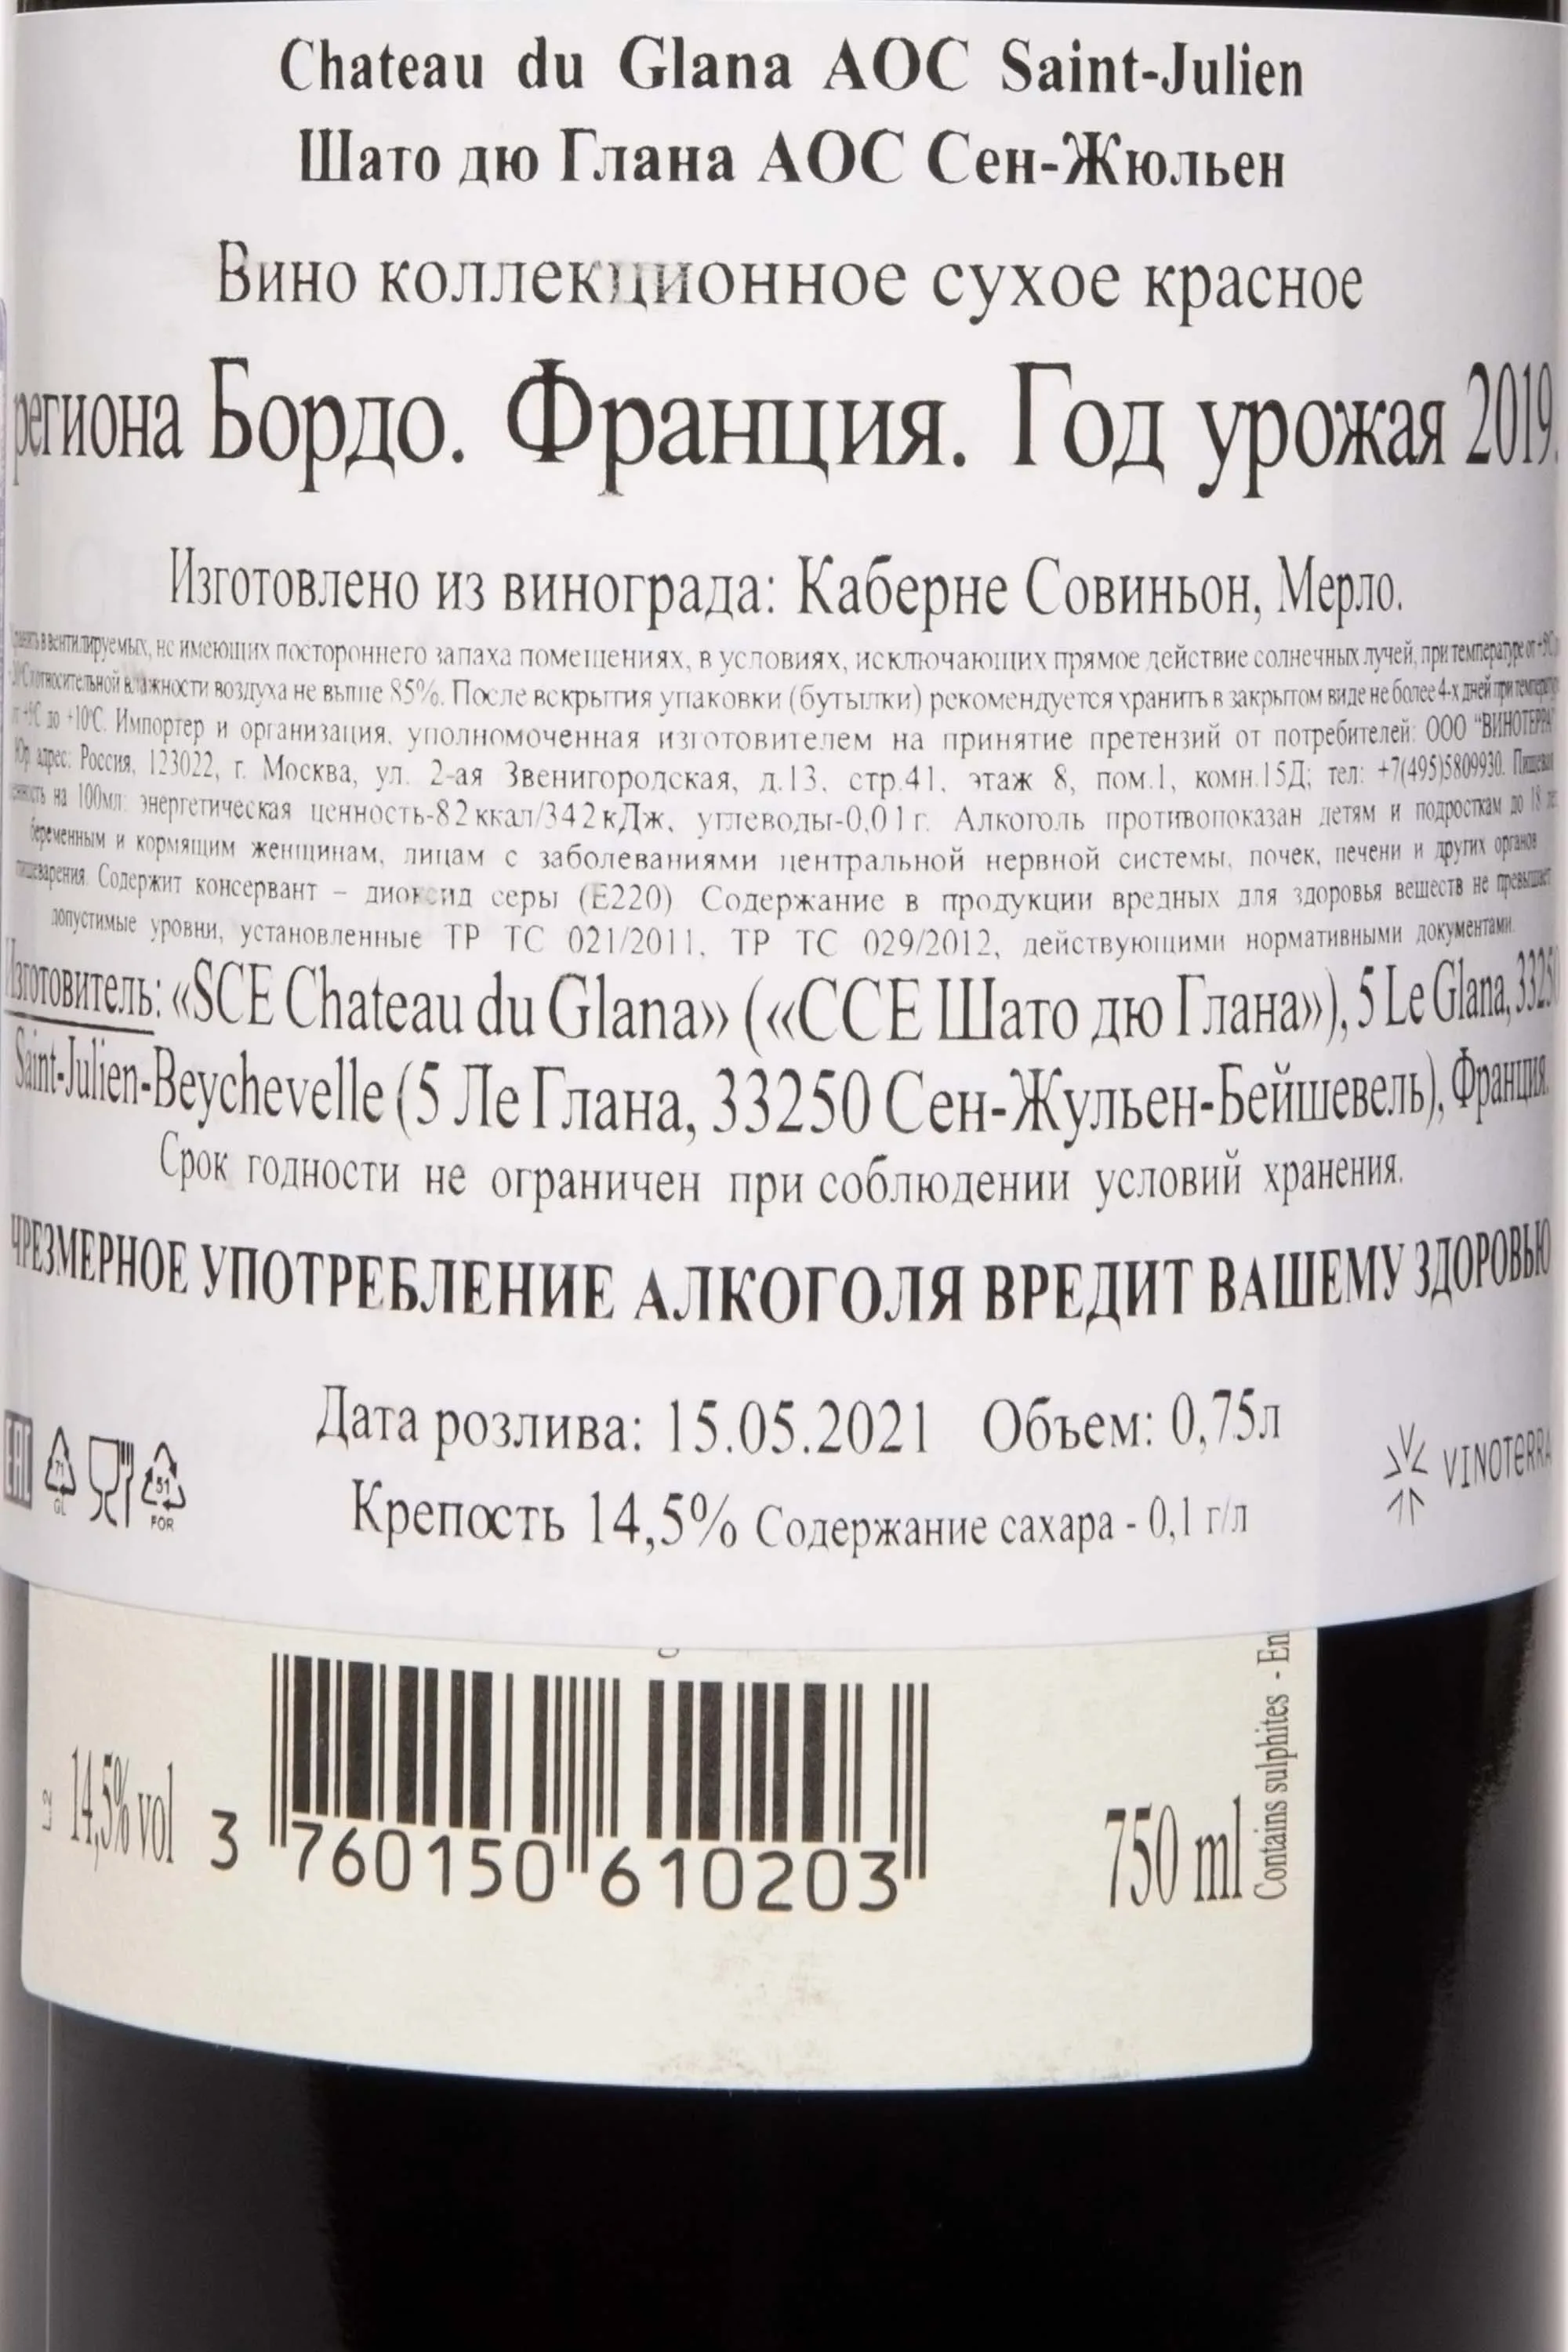 Chateau du Glana AOC Saint-Julien
Шато дю Глана АОС Сен-Жюльен
Вино коллекционное сухое красное
региона Бордо. Франция. Год урожая 2019.
Изготовлено из винограда: Каберне Совиньон, Мерло.
в вентилируемых, не имеющих постороннего запаха помещениях, в условиях, исключающих прямое действие солнечных лучей, при температуре от +5°С
относительной влажности воздуха не выше 85%. После вскрытия упаковки (бутылки) рекомендуется хранить в закрытом виде не более 4-х дней при
до +10°С. Импортер и организация, уполномоченная изготовителем на принятие претензий от потребителей: ООО "ВИНОТЕРРА"
Юр. адрес: Россия, 123022, г. Москва, ул. 2-ая Звенигородская, д.13, стр.41, этаж 8, пом.1, комн.15Д; тел: +7(495)5809930. Пищевая
ценность на 100мл: энергетическая ценность-82ккал/342кДж, углеводы-0,01г. Алкоголь противопоказан детям и подросткам до 18
беременным и кормящим женщинам, лицам с заболеваниями центральной нервной системы, почек, печени и других органов
пищеварения. Содержит консервант – диоксид серы (Е220) Содержание в продукции вредных для здоровья веществ не превышает
допустимые уровни, установленные ТР ТС 021/2011, ТР ТС 029/2012, действующими нормативными документами.
Изготовитель: «SCE Chateau du Glana» («ССЕ Шато дю Глана»), 5 Le Glana, 33250
Saint-Julien-Beychevelle (5 Ле Глана, 33250 Сен-Жульен-Бейшевель), Франция.
Срок годности не ограничен при соблюдении условий хранения.
ЧРЕЗМЕРНОЕ УПОТРЕБЛЕНИЕ АЛКОГОЛЯ ВРЕДИТ ВАШЕМУ ЗДОРОВЬЮ
Дата розлива: 15.05.2021 Объем: 0,75л
Крепость 14,5% Содержание сахара - 0,1 г/л
EAC
71
GL
51
FOR
VINOTERRA
14,5% vol
3 760150 610203
750 ml
Contains sulphites - En